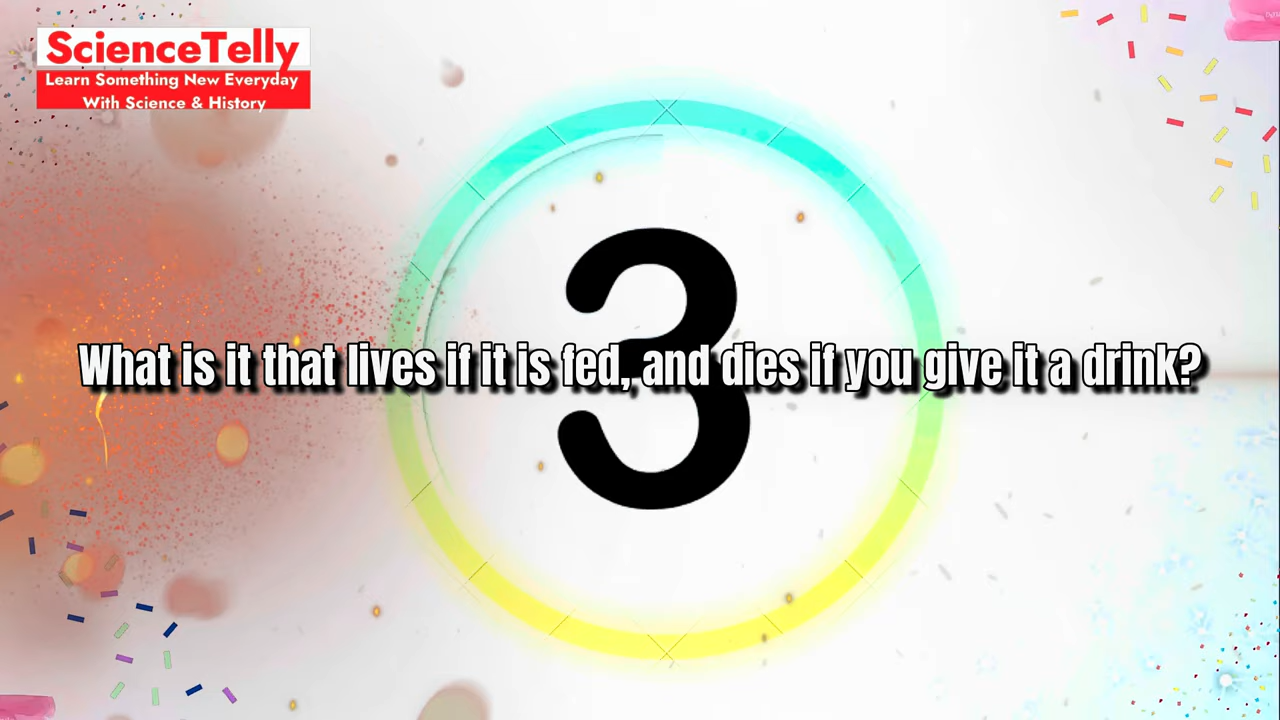 ScienceTelly
Learn Something New Everyday
With Science & History
3
What is it that lives if it is fed, and dies if you give it a drink?